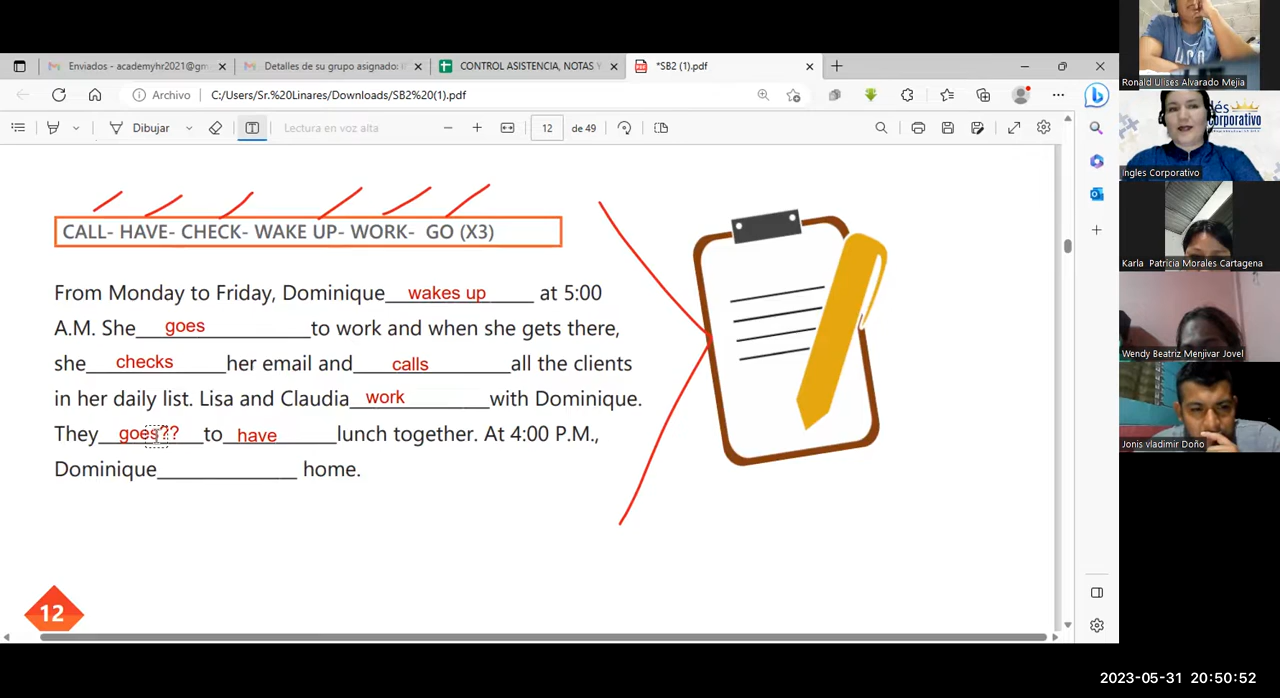 Enviados - academyhr2021@gm
Detalles de su grupo asignado: i
CONTROL ASISTENCIA, NOTAS Y
*SB2 (1).pdf
Archivo
C:/Users/Sr.%20Linares/Downloads/SB2%20(1).pdf
Dibujar
Lectura en voz alta
12
de 49
CALL- HAVE- CHECK- WAKE UP- WORK- GO (X3)
From Monday to Friday, Dominique wakes up at 5:00
A.M. She goes to work and when she gets there,
she checks her email and calls all the clients
in her daily list. Lisa and Claudia work with Dominique.
They goes?? to have lunch together. At 4:00 P.M.,
Dominique______________ home.
12
Ronald Ulises Alvarado Mejia
lés
Corporativo
Ingles Corporativo
Karla Patricia Morales Cartagena
Wendy Beatriz Menjivar Jovel
Jonis vladimir Doño
2023-05-31 20:50:52